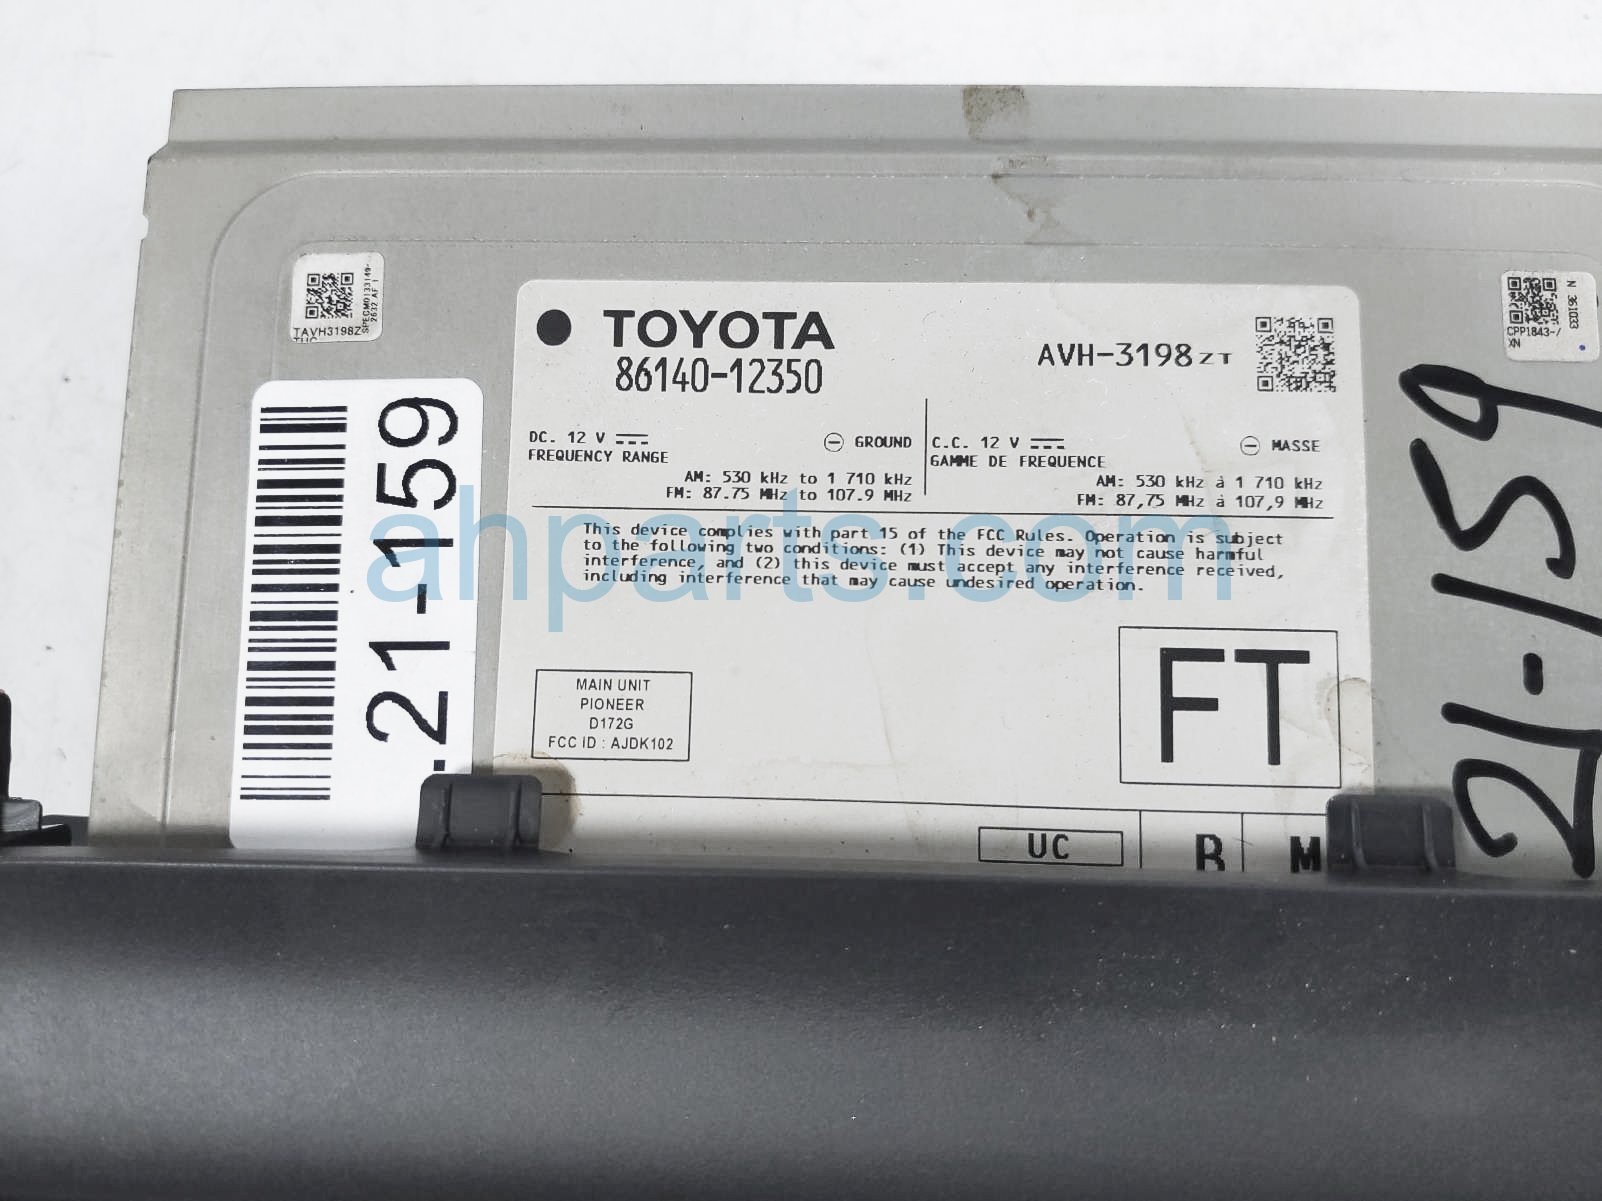 TOYOTA
86140-12350
AVH-3198ZT
DC. 12 V
GROUND
FREQUENCY RANGE
AM: 530 kHz to 1 710 kHz
FM: 87.75 MHz to 107.9 MHz
C.C. 12 V
MASSE
GAMME DE FREQUENCE
AM: 530 kHz à 1 710 kHz
FM: 87,75 MHz à 107,9 MHz
This device complies with part 15 of the FCC Rules. Operation is subject
to the following two conditions: (1) This device may not cause harmful
interference, and (2) this device must accept any interference received,
including interference that may cause undesired operation.
MAIN UNIT
PIONEER
D172G
FCC ID : AJDK102
FT
UC
B
M
TAVH3198Z
CPP1843-/
XN
N 361033
.21-159
21-159
ahparts.com